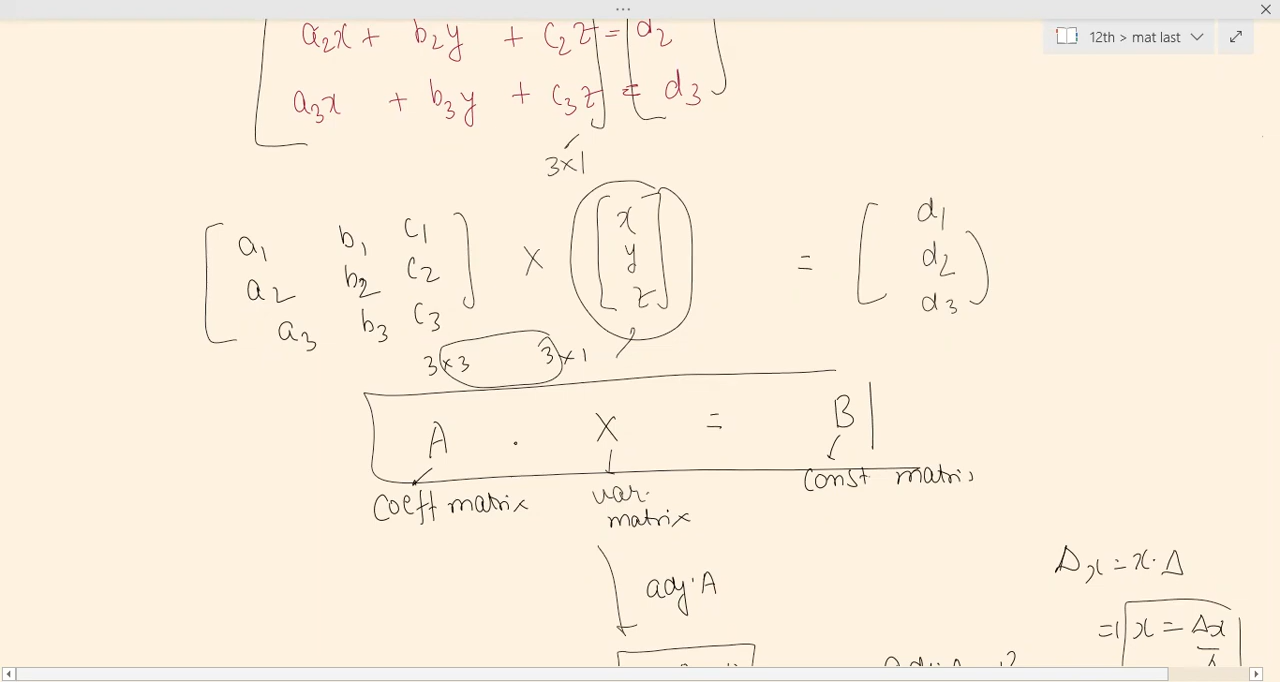 12th > mat last
a₂x + b₂y + c₂z = d₂
a₃x + b₃y + c₃z = d₃
3×1
a₁ b₁ c₁
a₂ b₂ c₂
a₃ b₃ c₃
×
x
y
z
=
d₁
d₂
d₃
3×3 3×1
A . X = B
Coeff matrix
var. matrix
Const matrix
adj·A
Δx = x·Δ
= x = Δx